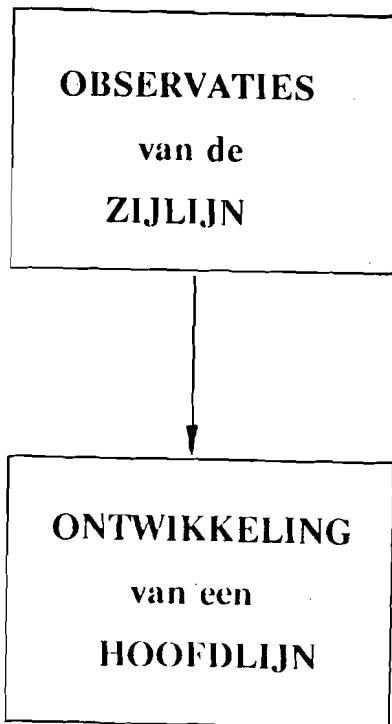 OBSERVATIES
van de
ZIJLIJN
ONTWIKKELING
van een
HOOFDLIJN